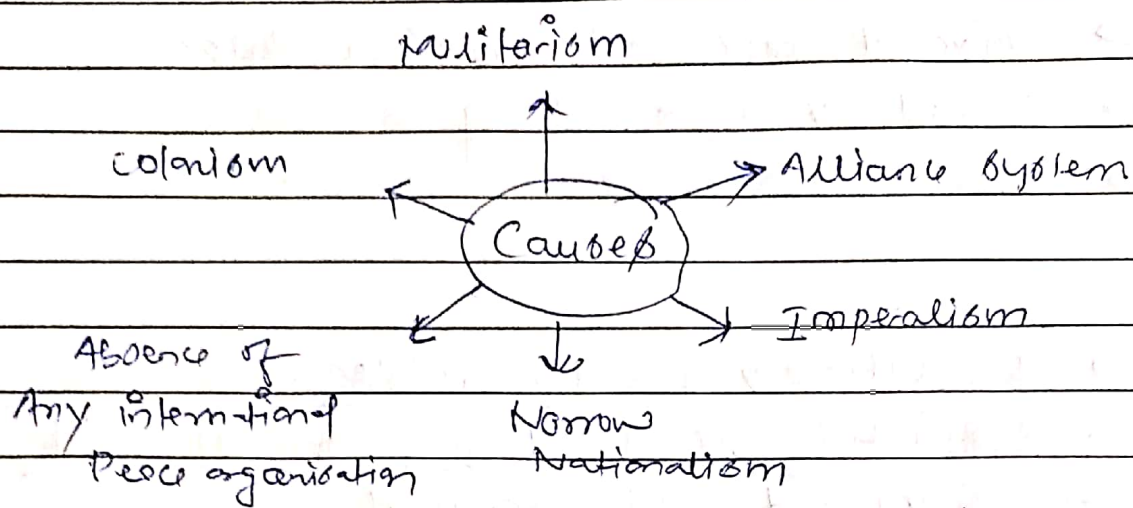 Militarism
Colonism
Alliance System
Causes
Imperalism
Absence of
Any international
Peace organisation
Narrow
Nationalism